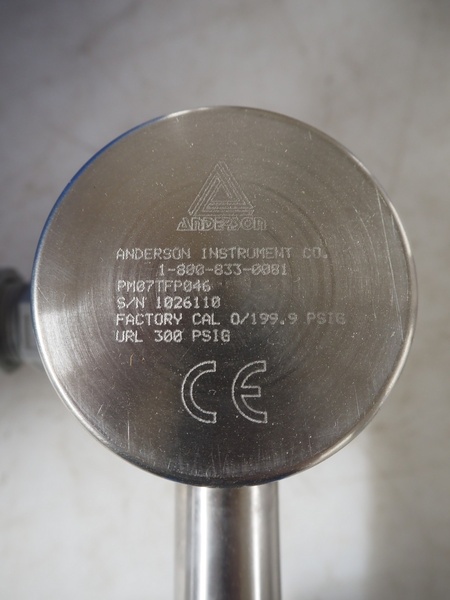 ANDERSON
ANDERSON INSTRUMENT CO.
1-800-833-0081
PM07TFP046
S/N 1026110
FACTORY CAL 0/199.9 PSIG
URL 300 PSIG
CE